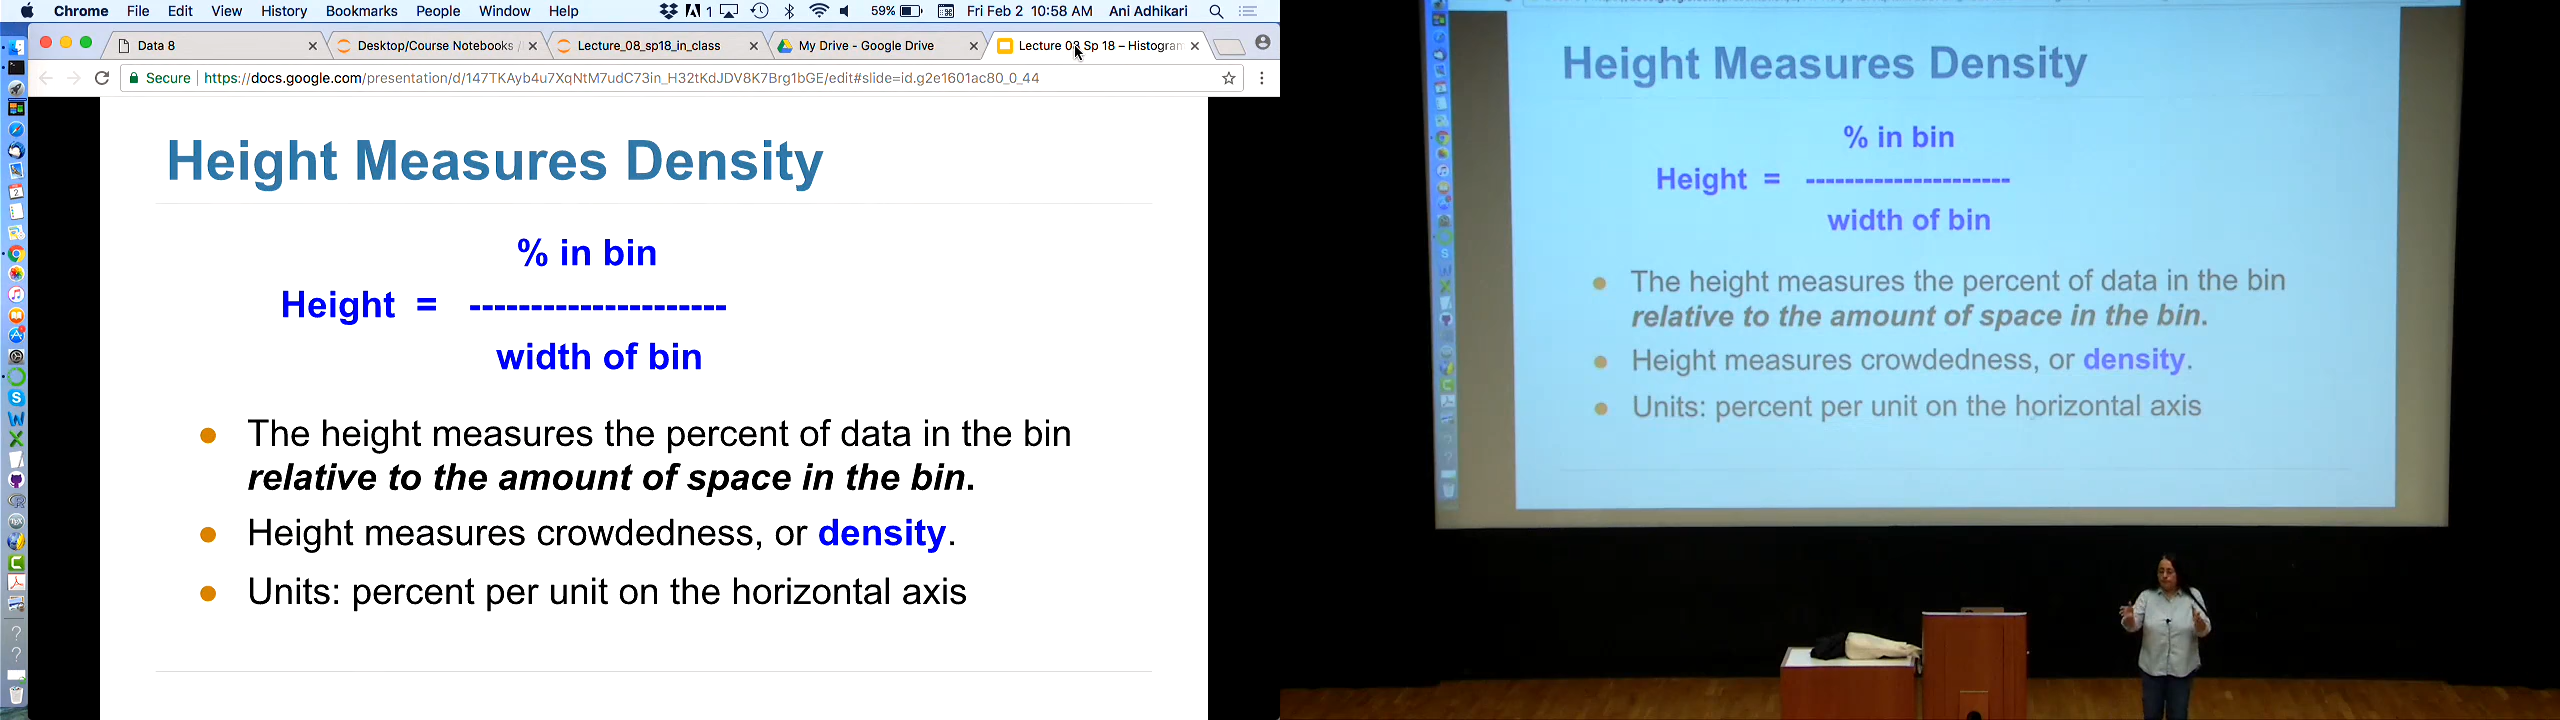 Chrome File Edit View History Bookmarks People Window Help 1 59% Fri Feb 2 10:58 AM Ani Adhikari
Data 8 Desktop/Course Notebooks Lecture_08_sp18_in_class My Drive - Google Drive Lecture 08 Sp 18 – Histogram
Secure https://docs.google.com/presentation/d/147TKAyb4u7XqNtM7udC73in_H32tKdJDV8K7Brg1bGE/edit#slide=id.g2e1601ac80_0_44
Height Measures Density
% in bin
Height = ---------------------
width of bin
● The height measures the percent of data in the bin
relative to the amount of space in the bin.
● Height measures crowdedness, or density.
● Units: percent per unit on the horizontal axis
Height Measures Density
% in bin
Height = ---------------------
width of bin
● The height measures the percent of data in the bin
relative to the amount of space in the bin.
● Height measures crowdedness, or density.
● Units: percent per unit on the horizontal axis